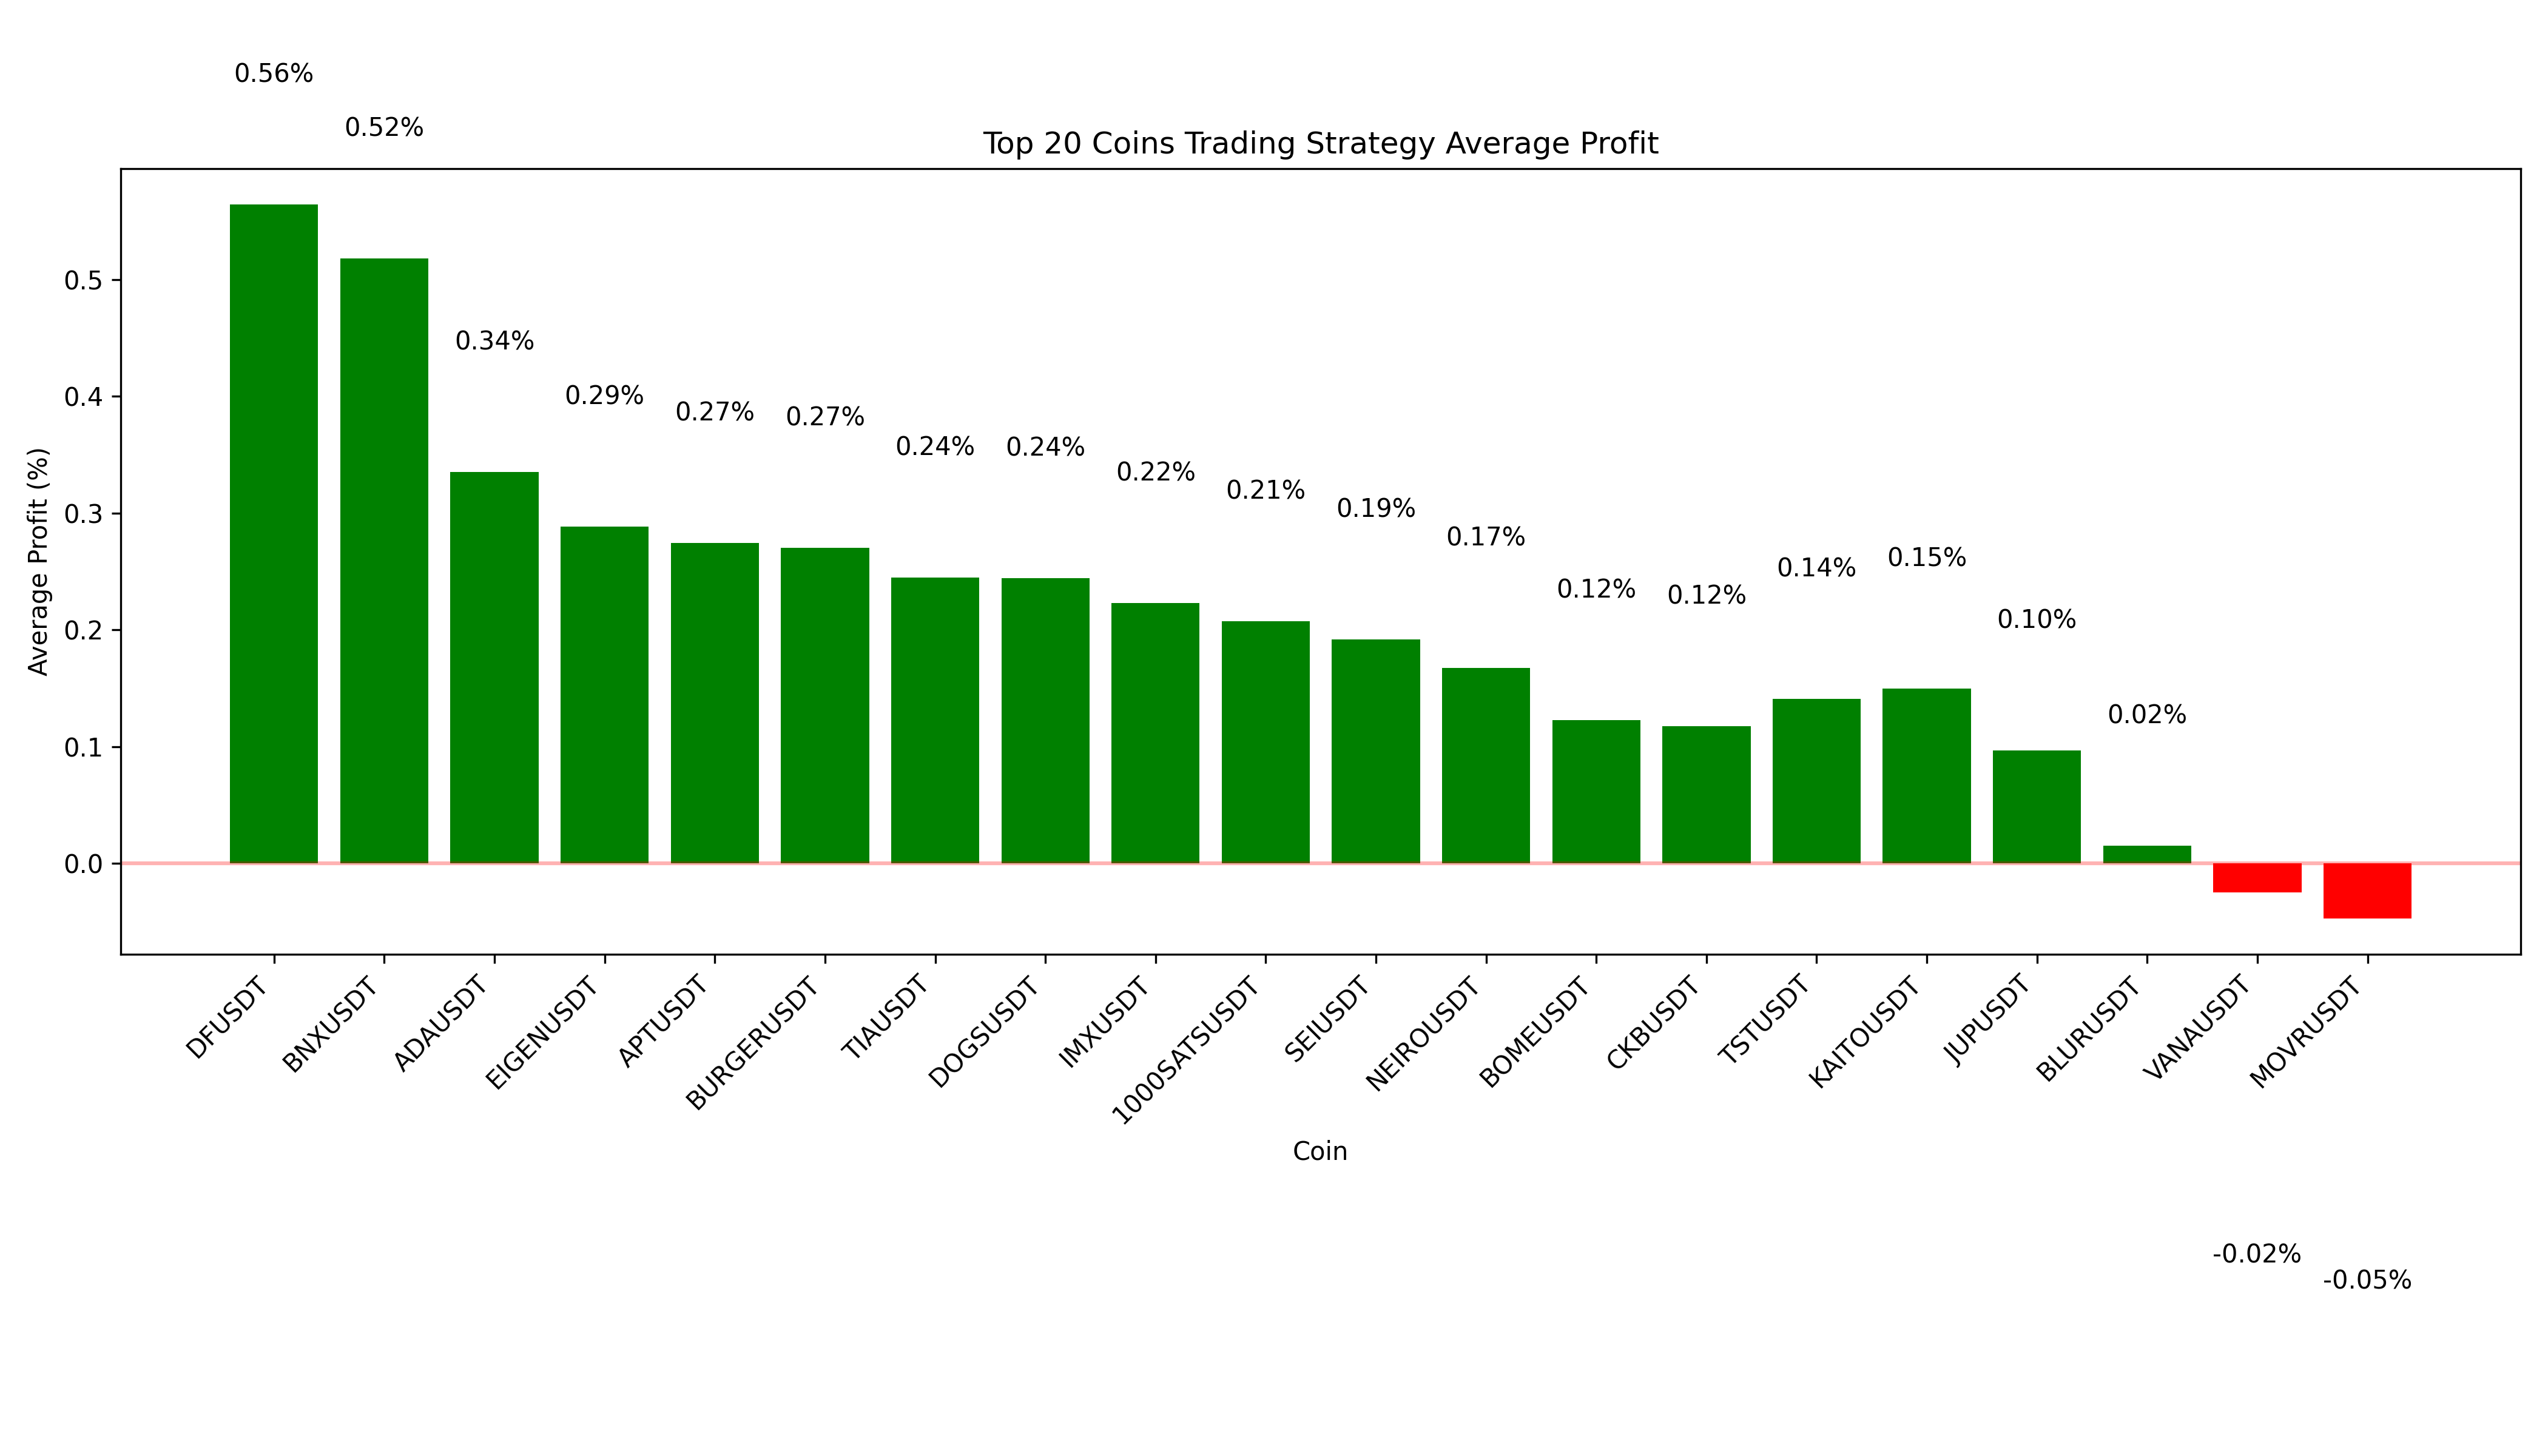 0.56%
0.52%
Top 20 Coins Trading Strategy Average Profit
Average Profit (%)
0.5
0.4
0.3
0.2
0.1
0.0
0.34%
0.29%
0.27%
0.27%
0.24%
0.24%
0.22%
0.21%
0.19%
0.17%
0.12%
0.12%
0.14%
0.15%
0.10%
0.02%
DFUSDT
BNXUSDT
ADAUSDT
EIGENUSDT
APTUSDT
BURGERUSDT
TIAUSDT
DOGSUSDT
IMXUSDT
1000SATSUSDT
SEIUSDT
NEIROUSDT
BOMEUSDT
CKBUSDT
TSTUSDT
KAITOUSDT
JUPUSDT
BLURUSDT
VANAUSDT
MOVRUSDT
Coin
-0.02%
-0.05%